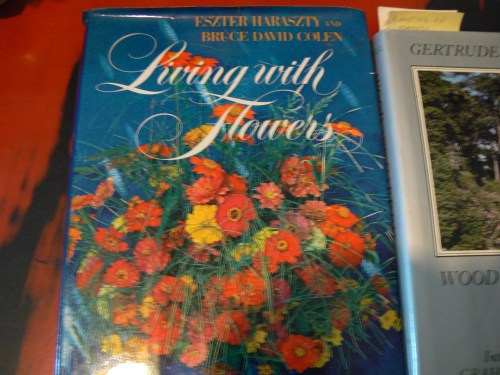 ESZTER HARASZTY AND
BRUCE DAVID COLEN
Living with
Flowers
GERTRUDE
WOOD